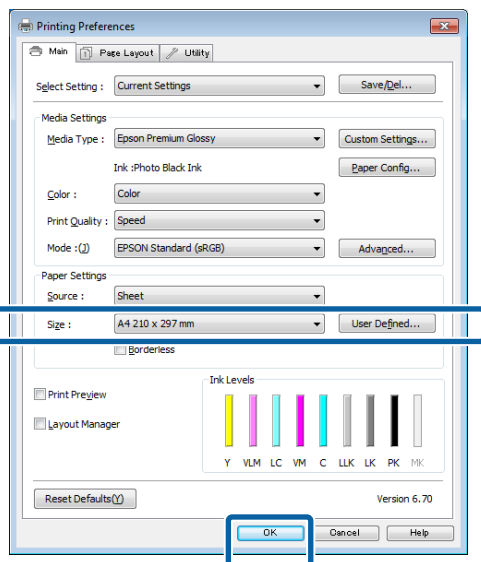 Printing Preferences
Main Page Layout Utility
Select Setting : Current Settings Save/Del...
Media Settings
Media Type : Epson Premium Glossy Custom Settings...
Ink :Photo Black Ink Paper Config...
Color : Color
Print Quality : Speed
Mode :(J) EPSON Standard (sRGB) Advanced...
Paper Settings
Source : Sheet
Size : A4 210 x 297 mm User Defined...
Borderless
Ink Levels
Print Preview
Layout Manager
Y VLM LC VM C LLK LK PK MK
Reset Defaults(Y) Version 6.70
OK Cancel Help